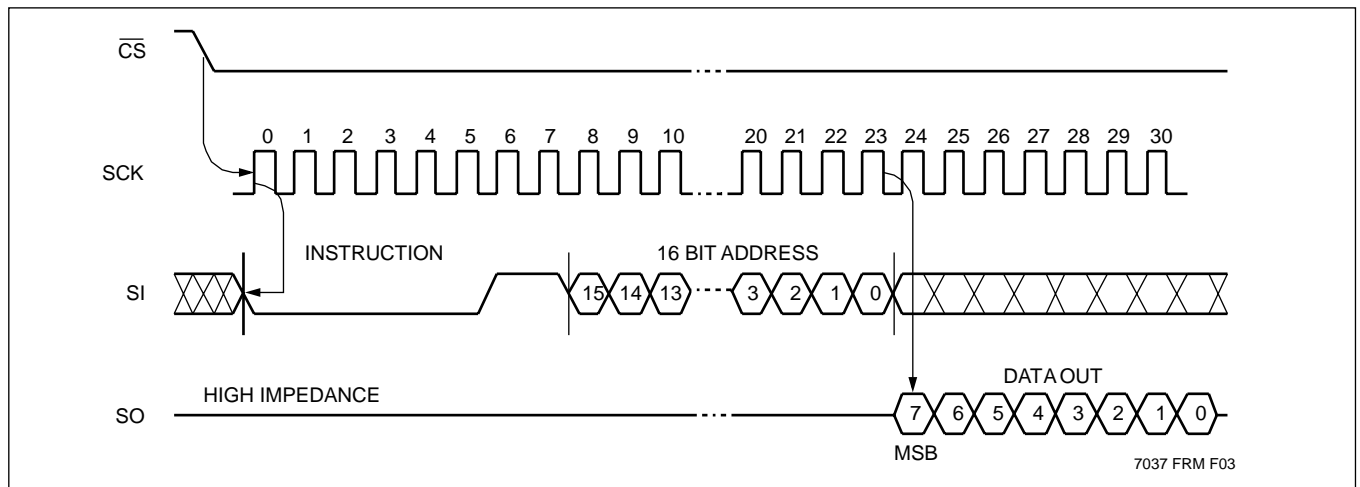 CS
0 1 2 3 4 5 6 7 8 9 10 20 21 22 23 24 25 26 27 28 29 30
SCK
INSTRUCTION 16 BIT ADDRESS
SI 15 14 13 3 2 1 0
HIGH IMPEDANCE DATA OUT
SO 7 6 5 4 3 2 1 0
MSB
7037 FRM F03